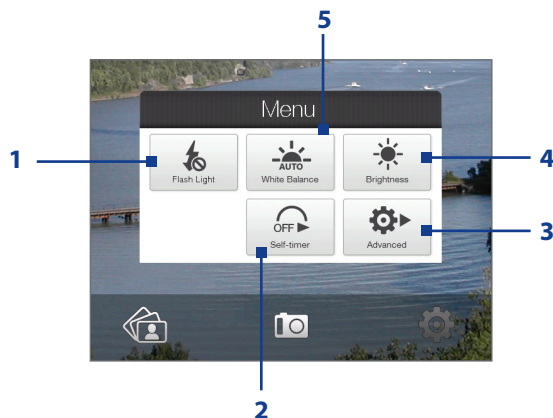 5
Menu
1
AUTO
4
Flash Light
White Balance
Brightness
OFF
3
Self-timer
Advanced
2